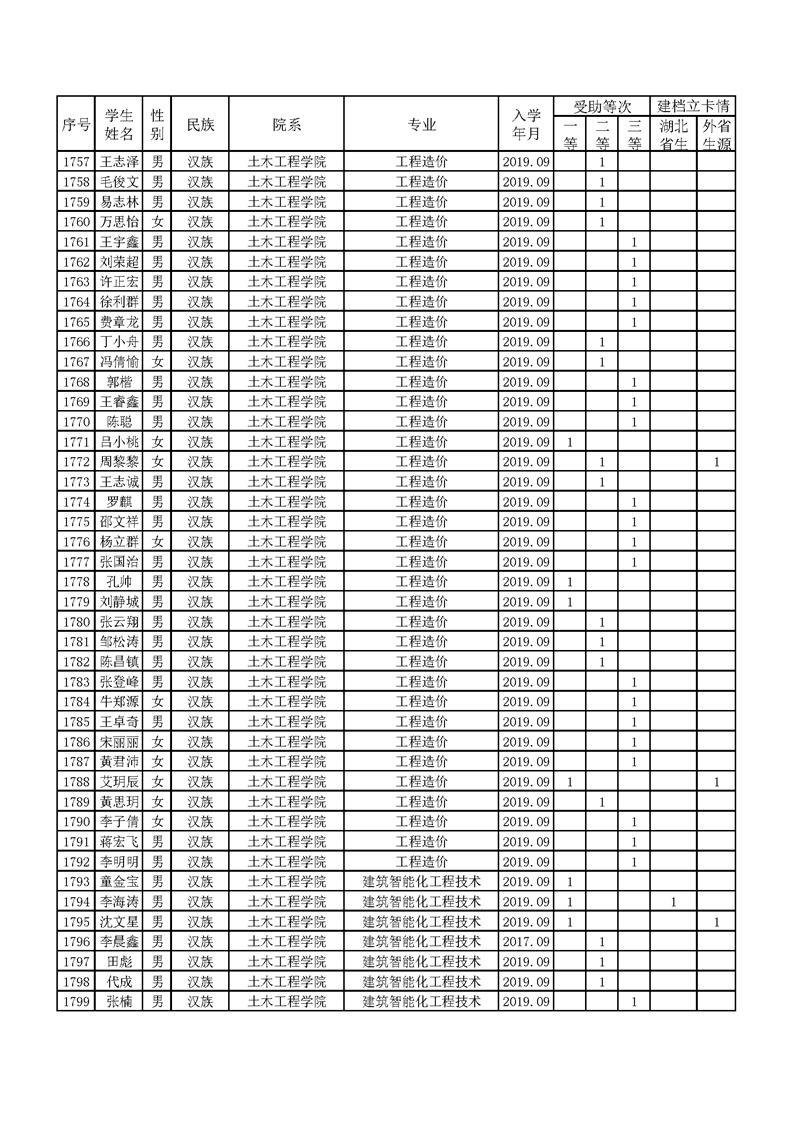 序号 学生姓名 性别 民族 院系 专业 入学年月 受助等次 建档立卡情
一等 二等 三等 湖北省生 外省生源
1757 王志泽 男 汉族 土木工程学院 工程造价 2019.09 1
1758 毛俊文 男 汉族 土木工程学院 工程造价 2019.09 1
1759 易志林 男 汉族 土木工程学院 工程造价 2019.09 1
1760 万思怡 女 汉族 土木工程学院 工程造价 2019.09 1
1761 王宇鑫 男 汉族 土木工程学院 工程造价 2019.09 1
1762 刘荣超 男 汉族 土木工程学院 工程造价 2019.09 1
1763 许正宏 男 汉族 土木工程学院 工程造价 2019.09 1
1764 徐利群 男 汉族 土木工程学院 工程造价 2019.09 1
1765 费章龙 男 汉族 土木工程学院 工程造价 2019.09 1
1766 丁小舟 男 汉族 土木工程学院 工程造价 2019.09 1
1767 冯倩愉 女 汉族 土木工程学院 工程造价 2019.09 1
1768 郭楷 男 汉族 土木工程学院 工程造价 2019.09 1
1769 王睿鑫 男 汉族 土木工程学院 工程造价 2019.09 1
1770 陈聪 男 汉族 土木工程学院 工程造价 2019.09 1
1771 吕小桃 女 汉族 土木工程学院 工程造价 2019.09 1
1772 周黎黎 女 汉族 土木工程学院 工程造价 2019.09 1 1
1773 王志诚 男 汉族 土木工程学院 工程造价 2019.09 1
1774 罗麒 男 汉族 土木工程学院 工程造价 2019.09 1
1775 邵文祥 男 汉族 土木工程学院 工程造价 2019.09 1
1776 杨立群 女 汉族 土木工程学院 工程造价 2019.09 1
1777 张国治 男 汉族 土木工程学院 工程造价 2019.09 1
1778 孔帅 男 汉族 土木工程学院 工程造价 2019.09 1
1779 刘静城 男 汉族 土木工程学院 工程造价 2019.09 1
1780 张云翔 男 汉族 土木工程学院 工程造价 2019.09 1
1781 邹松涛 男 汉族 土木工程学院 工程造价 2019.09 1
1782 陈昌镇 男 汉族 土木工程学院 工程造价 2019.09 1
1783 张登峰 男 汉族 土木工程学院 工程造价 2019.09 1
1784 牛郑源 女 汉族 土木工程学院 工程造价 2019.09 1
1785 王卓奇 男 汉族 土木工程学院 工程造价 2019.09 1
1786 宋丽丽 女 汉族 土木工程学院 工程造价 2019.09 1
1787 黄君沛 女 汉族 土木工程学院 工程造价 2019.09 1
1788 艾玥辰 女 汉族 土木工程学院 工程造价 2019.09 1 1
1789 黄思玥 女 汉族 土木工程学院 工程造价 2019.09 1
1790 李子倩 女 汉族 土木工程学院 工程造价 2019.09 1
1791 蒋宏飞 男 汉族 土木工程学院 工程造价 2019.09 1
1792 李明明 男 汉族 土木工程学院 工程造价 2019.09 1
1793 童金宝 男 汉族 土木工程学院 建筑智能化工程技术 2019.09 1
1794 李海涛 男 汉族 土木工程学院 建筑智能化工程技术 2019.09 1 1
1795 沈文星 男 汉族 土木工程学院 建筑智能化工程技术 2019.09 1 1
1796 李晨鑫 男 汉族 土木工程学院 建筑智能化工程技术 2017.09 1
1797 田彪 男 汉族 土木工程学院 建筑智能化工程技术 2019.09 1
1798 代成 男 汉族 土木工程学院 建筑智能化工程技术 2019.09 1
1799 张楠 男 汉族 土木工程学院 建筑智能化工程技术 2019.09 1